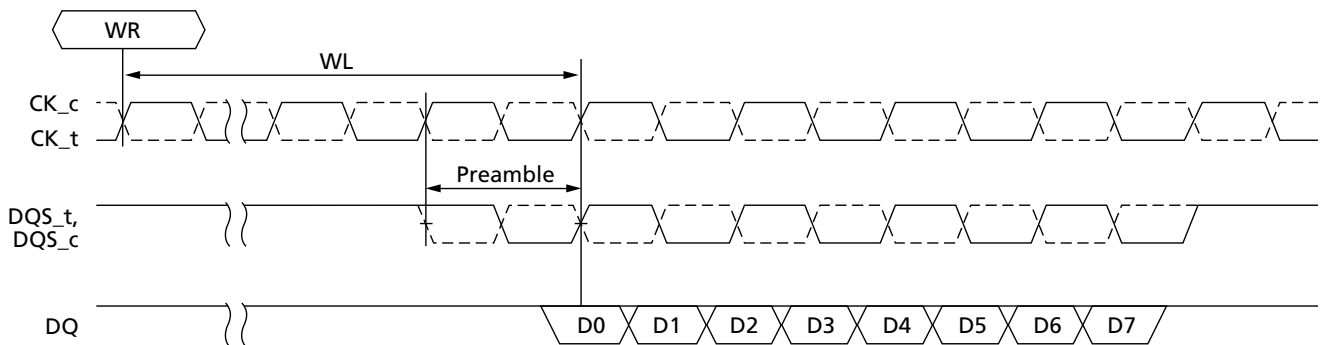 WR
WL
CK_c
CK_t
Preamble
DQS_t,
DQS_c
DQ
D0 D1 D2 D3 D4 D5 D6 D7